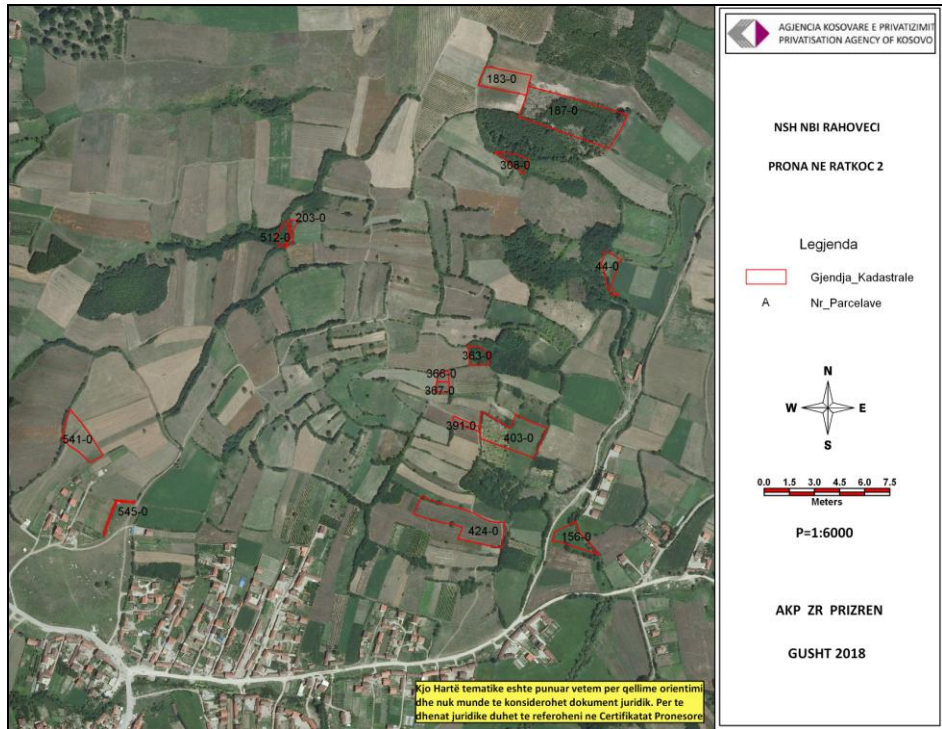 183-0
187-0
368-0
203-0
512-0
44-0
363-0
366-0
367-0
391-0
403-0
541-0
545-0
424-0
156-0
Kjo Hartë tematike eshte punuar vetem per qellime orientimi
dhe nuk munde te konsiderohet dokument juridik. Per te
dhenat juridike duhet te referoheni ne Certifikatat Pronesore
AGJENCIA KOSOVARE E PRIVATIZIMIT
PRIVATISATION AGENCY OF KOSOVO
NSH NBI RAHOVECI
PRONA NE RATKOC 2
Legjenda
Gjendja_Kadastrale
A Nr_Parcelave
N
W E
S
0.0 1.5 3.0 4.5 6.0 7.5
Meters
P=1:6000
AKP ZR PRIZREN
GUSHT 2018